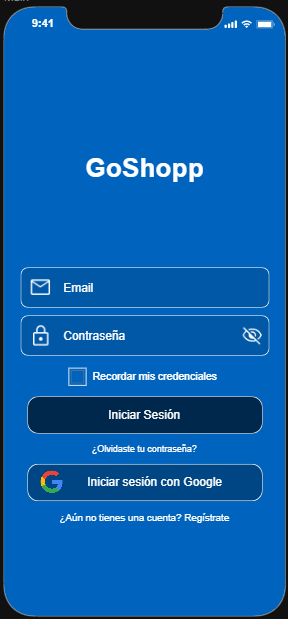 9:41
GoShopp
Email
Contraseña
Recordar mis credenciales
Iniciar Sesión
¿Olvidaste tu contraseña?
Iniciar sesión con Google
¿Aún no tienes una cuenta? Regístrate